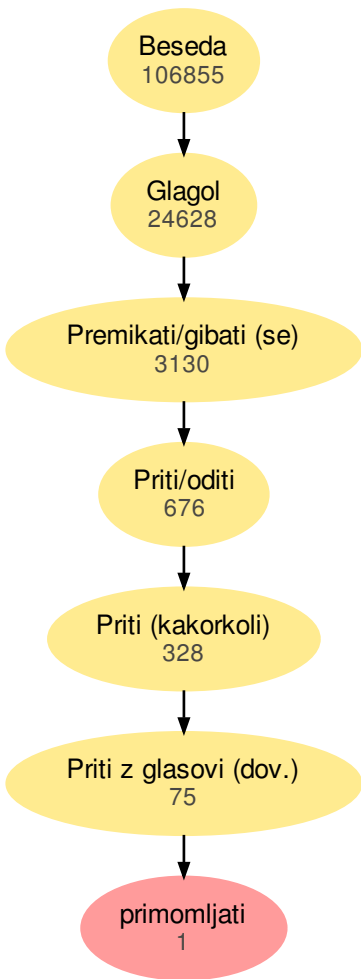 Beseda
106855
Glagol
24628
Premikati/gibati (se)
3130
Priti/oditi
676
Priti (kakorkoli)
328
Priti z glasovi (dov.)
75
primomljati
1